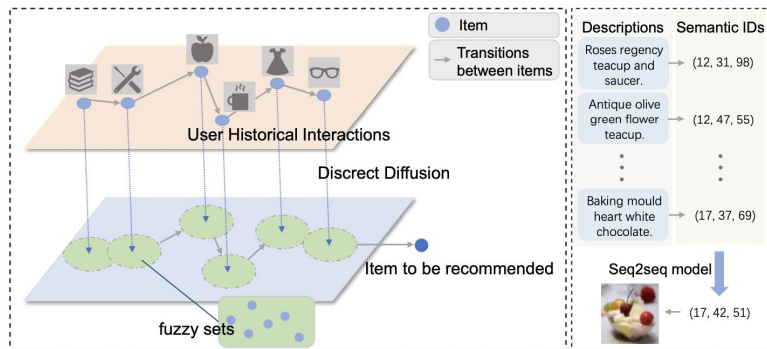 Item
Transitions
between items
User Historical Interactions
Discrect Diffusion
Item to be recommended
fuzzy sets
Descriptions
Semantic IDs
Roses regency
teacup and
saucer.
(12, 31, 98)
Antique olive
green flower
teacup.
(12, 47, 55)
Baking mould
heart white
chocolate.
(17, 37, 69)
Seq2seq model
(17, 42, 51)